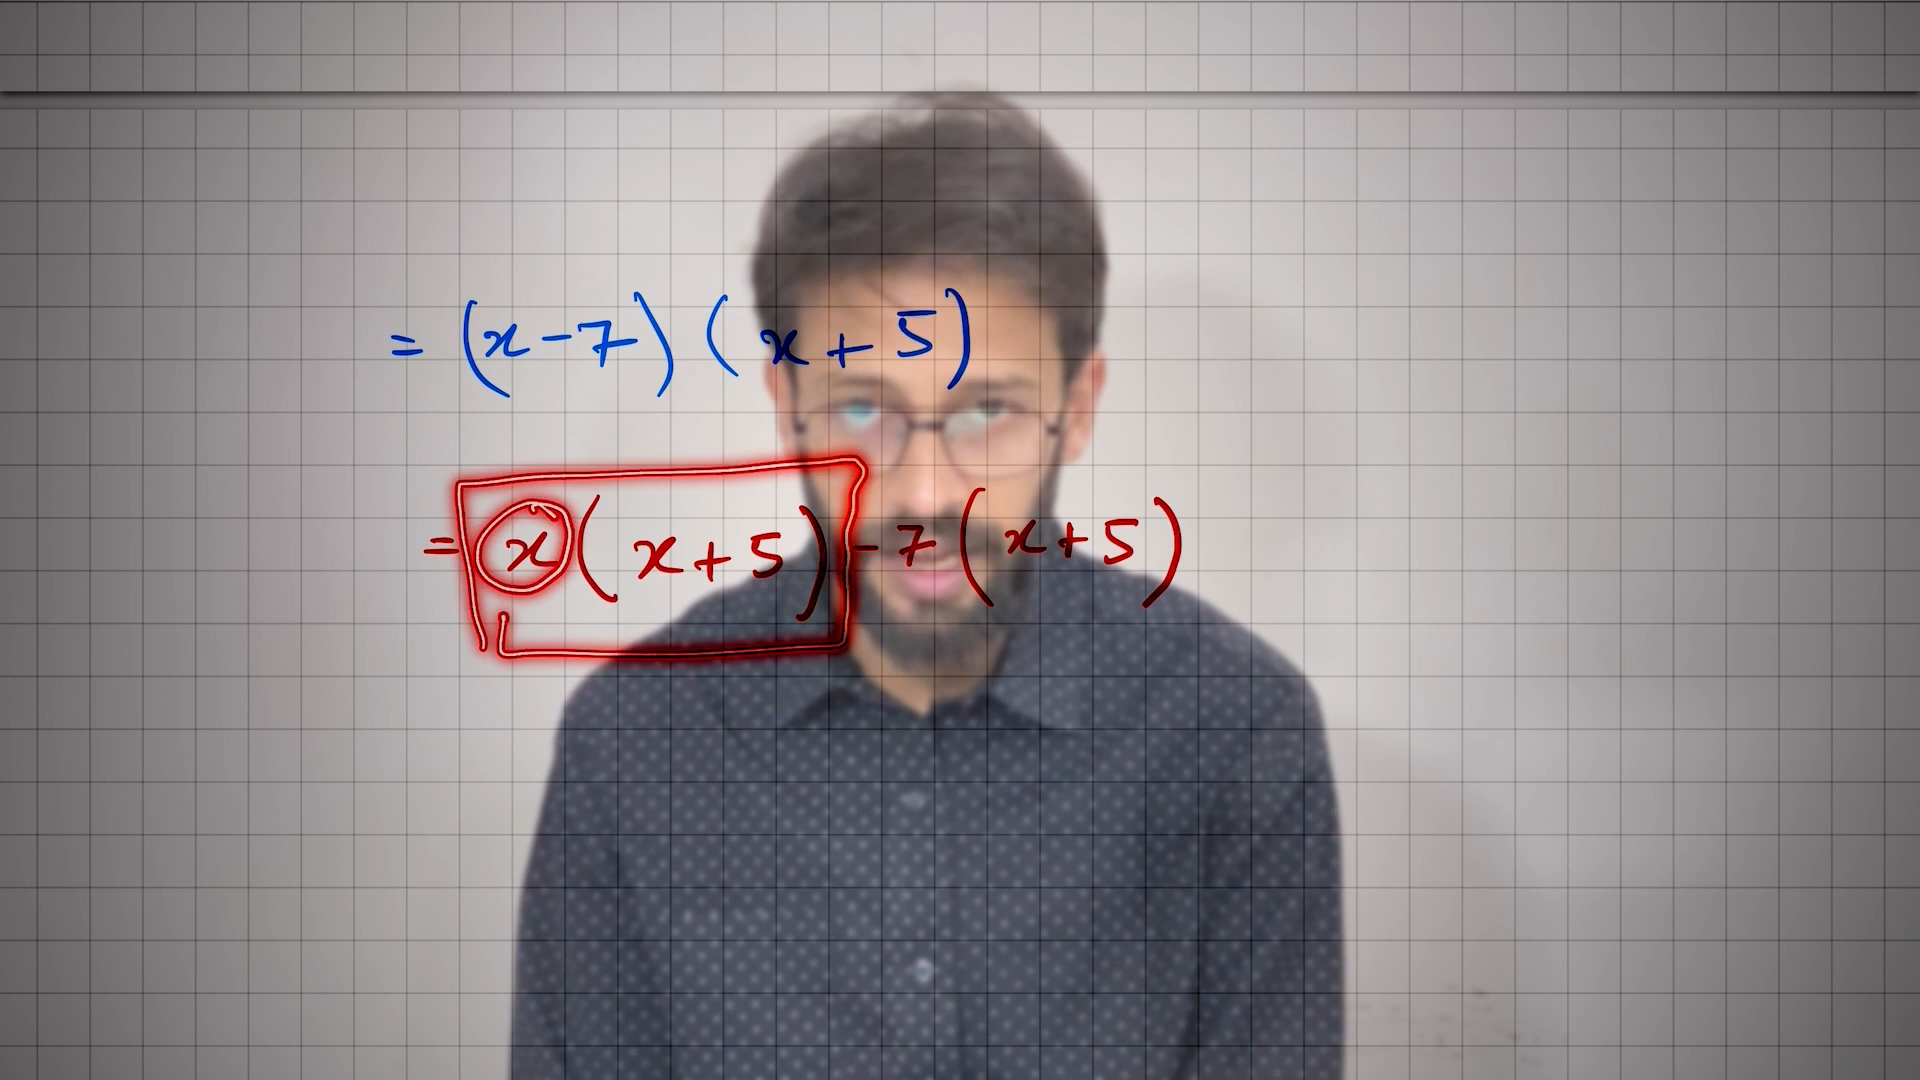 = (x-7) (x+5)
= x(x+5) - 7(x+5)